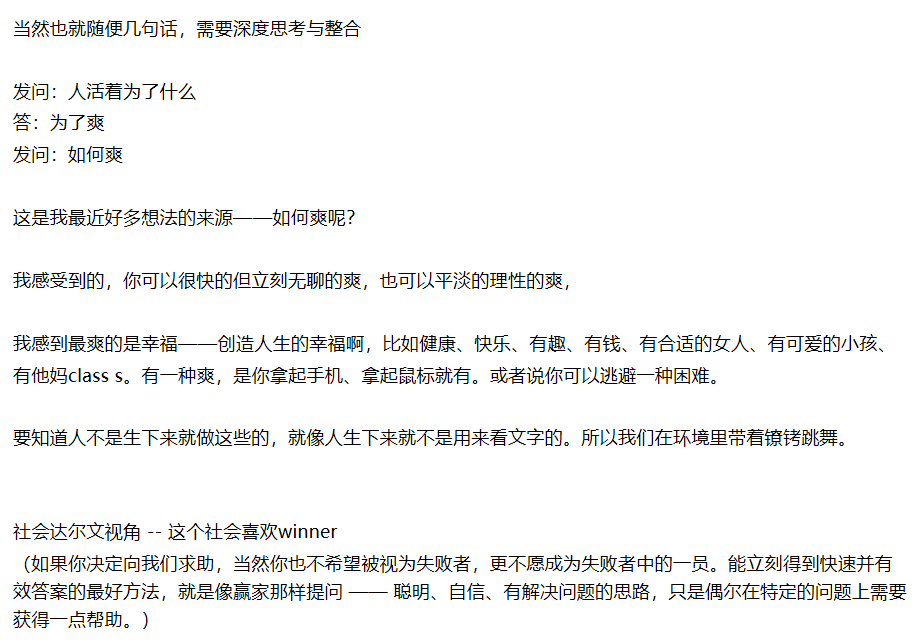 当然也就随便几句话，需要深度思考与整合
发问：人活着为了什么
答：为了爽
发问：如何爽
这是我最近好多想法的来源——如何爽呢？
我感受到的，你可以很快的但立刻无聊的爽，也可以平淡的理性的爽，
我感到最爽的是幸福——创造人生的幸福啊，比如健康、快乐、有趣、有钱、有合适的女人、有可爱的小孩、
有他妈class s。有一种爽，是你拿起手机、拿起鼠标就有。或者说你可以逃避一种困难。
要知道人不是生下来就做这些的，就像人生下来就不是用来看文字的。所以我们在环境里带着镣铐跳舞。
社会达尔文视角 -- 这个社会喜欢winner
（如果你决定向我们求助，当然你也不希望被视为失败者，更不愿成为失败者中的一员。能立刻得到快速并有
效答案的最好方法，就是像赢家那样提问 —— 聪明、自信、有解决问题的思路，只是偶尔在特定的问题上需要
获得一点帮助。）